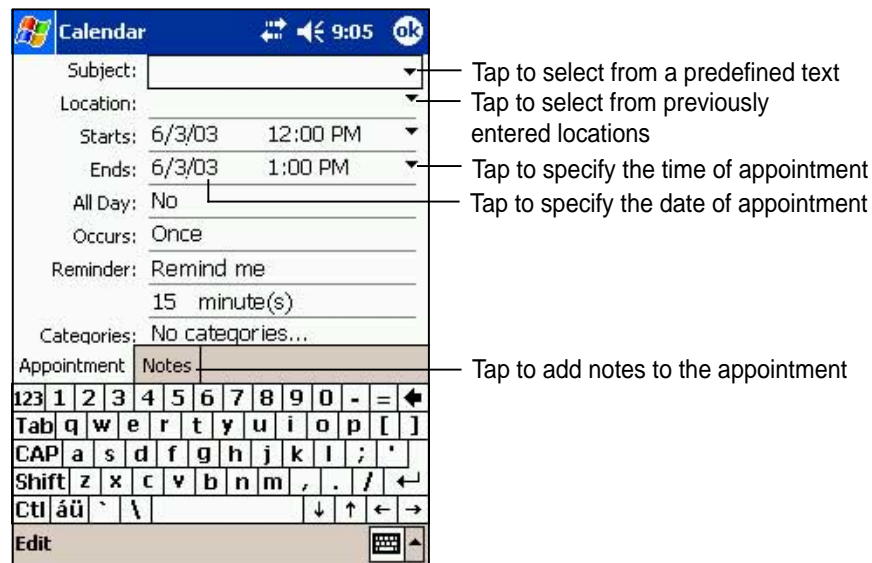 Calendar 9:05 ok
Subject:
Location:
Starts: 6/3/03 12:00 PM
Ends: 6/3/03 1:00 PM
All Day: No
Occurs: Once
Reminder: Remind me
15 minute(s)
Categories: No categories...
Appointment Notes
123 1 2 3 4 5 6 7 8 9 0 - =
Tab q w e r t y u i o p [ ]
CAP a s d f g h j k l ; '
Shift z x c v b n m , . /
Ctl áü ` \ ↓ ↑ ← →
Edit
Tap to select from a predefined text
Tap to select from previously
entered locations
Tap to specify the time of appointment
Tap to specify the date of appointment
Tap to add notes to the appointment